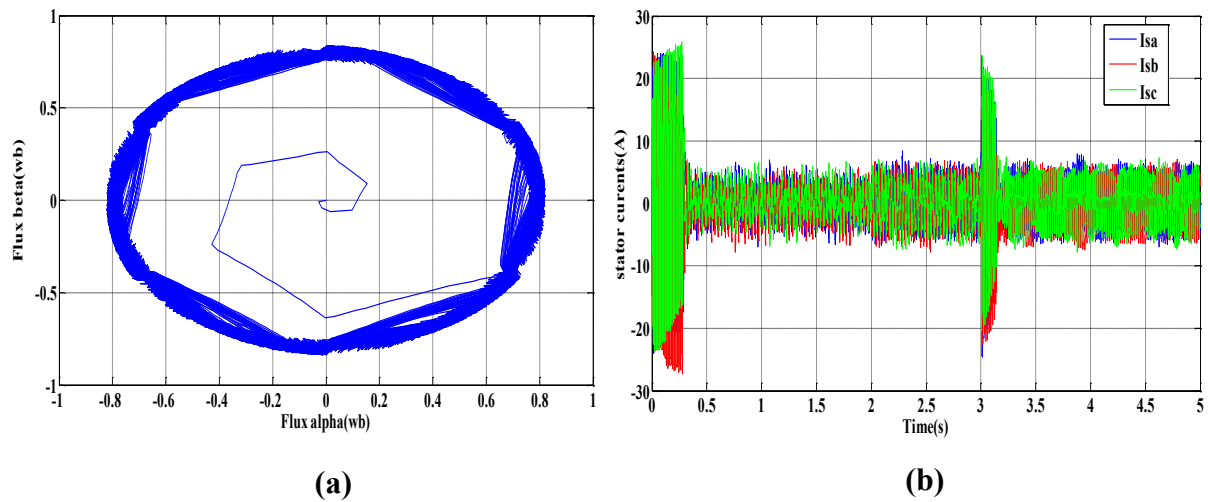 1
0.5
0
-0.5
-1
-1 -0.8 -0.6 -0.4 -0.2 0 0.2 0.4 0.6 0.8 1
Flux beta(wb)
Flux alpha(wb)
(a)
30
20
10
0
-10
-20
-30
0 0.5 1 1.5 2 2.5 3 3.5 4 4.5 5
stator currents(A)
Time(s)
Isa
Isb
Isc
(b)